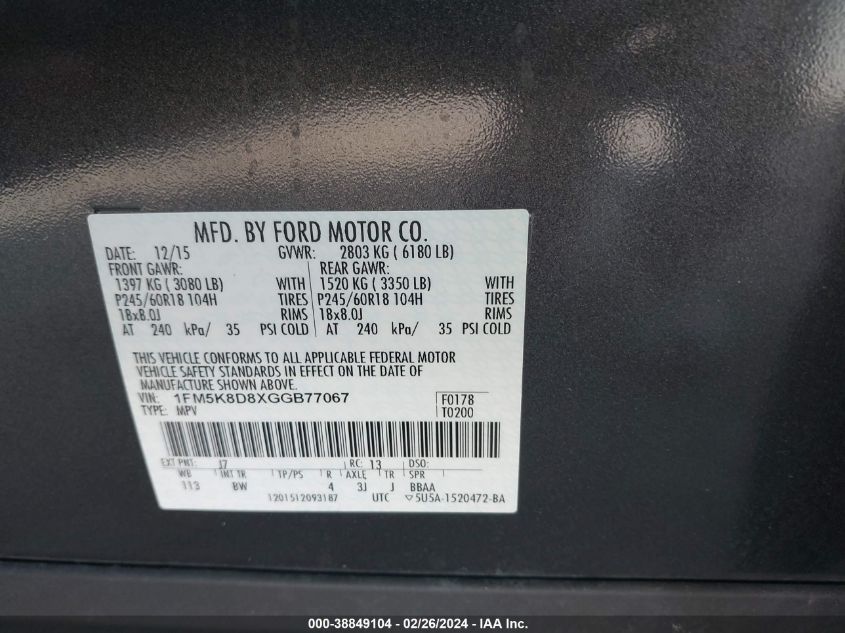 MFD. BY FORD MOTOR CO.
DATE: 12/15 GVWR: 2803 KG ( 6180 LB)
FRONT GAWR: REAR GAWR:
1397 KG ( 3080 LB) WITH 1520 KG ( 3350 LB) WITH
P245/60R18 104H TIRES P245/60R18 104H TIRES
18x8.0J RIMS 18x8.0J RIMS
AT 240 kPa/ 35 PSI COLD AT 240 kPa/ 35 PSI COLD
THIS VEHICLE CONFORMS TO ALL APPLICABLE FEDERAL MOTOR
VEHICLE SAFETY STANDARDS IN EFFECT ON THE DATE OF
MANUFACTURE SHOWN ABOVE.
VIN: 1FM5K8D8XGGB77067 F0178
TYPE: MPV T0200
EXT PNT: J7 RC: 13 DSO:
WB INT TR TP/PS R AXLE TR SPR
113 BW 4 3J J BBAA
1201512093187 UTC ▽5U5A-1520472-BA
000-38849104 - 02/26/2024 - IAA Inc.